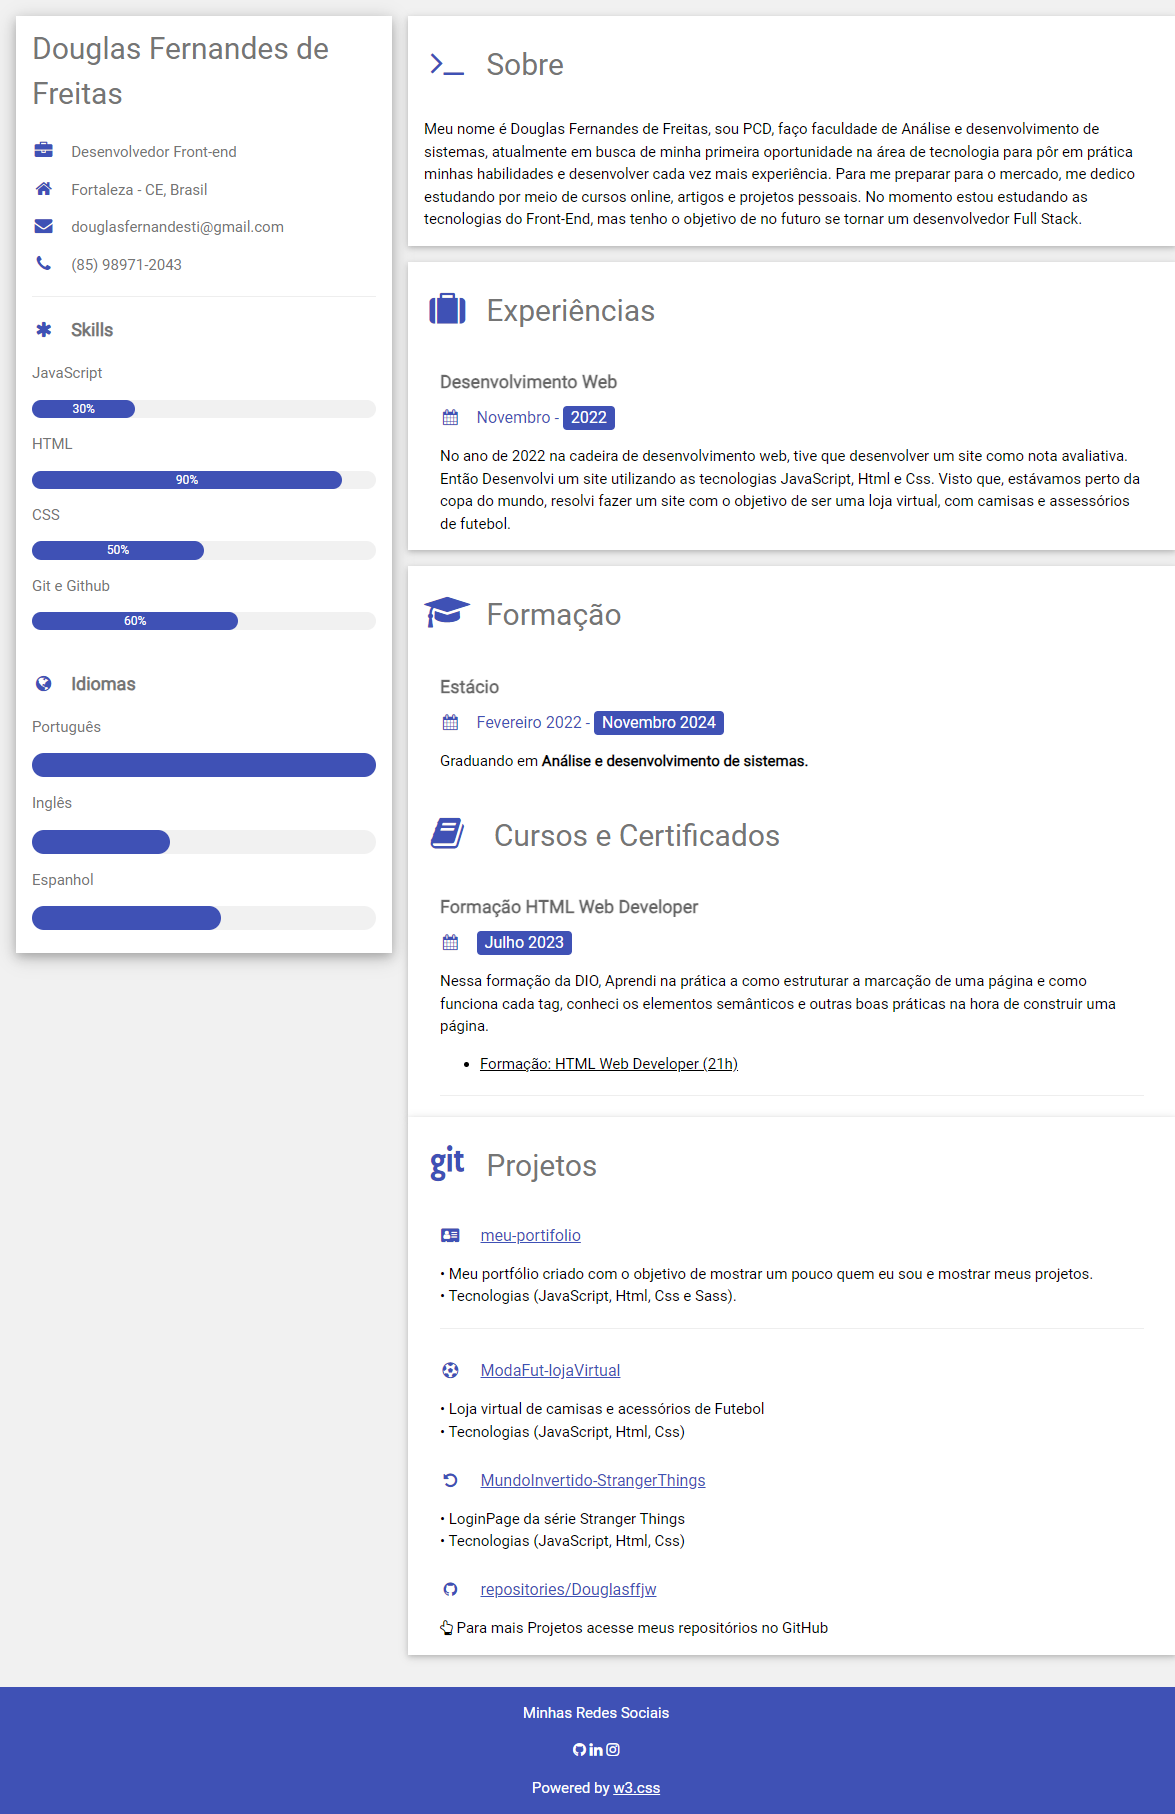 Douglas Fernandes de
Freitas
Desenvolvedor Front-end
Fortaleza - CE, Brasil
douglasfernandesti@gmail.com
(85) 98971-2043
Skills
JavaScript
30%
HTML
90%
CSS
50%
Git e Github
60%
Idiomas
Português
Inglês
Espanhol
Sobre
Meu nome é Douglas Fernandes de Freitas, sou PCD, faço faculdade de Análise e desenvolvimento de
sistemas, atualmente em busca de minha primeira oportunidade na área de tecnologia para pôr em prática
minhas habilidades e desenvolver cada vez mais experiência. Para me preparar para o mercado, me dedico
estudando por meio de cursos online, artigos e projetos pessoais. No momento estou estudando as
tecnologias do Front-End, mas tenho o objetivo de no futuro se tornar um desenvolvedor Full Stack.
Experiências
Desenvolvimento Web
Novembro - 2022
No ano de 2022 na cadeira de desenvolvimento web, tive que desenvolver um site como nota avaliativa.
Então Desenvolvi um site utilizando as tecnologias JavaScript, Html e Css. Visto que, estávamos perto da
copa do mundo, resolvi fazer um site com o objetivo de ser uma loja virtual, com camisas e assessórios
de futebol.
Formação
Estácio
Fevereiro 2022 - Novembro 2024
Graduando em Análise e desenvolvimento de sistemas.
Cursos e Certificados
Formação HTML Web Developer
Julho 2023
Nessa formação da DIO, Aprendi na prática a como estruturar a marcação de uma página e como
funciona cada tag, conheci os elementos semânticos e outras boas práticas na hora de construir uma
página.
• Formação: HTML Web Developer (21h)
git Projetos
meu-portifolio
• Meu portfólio criado com o objetivo de mostrar um pouco quem eu sou e mostrar meus projetos.
• Tecnologias (JavaScript, Html, Css e Sass).
ModaFut-lojaVirtual
• Loja virtual de camisas e acessórios de Futebol
• Tecnologias (JavaScript, Html, Css)
MundoInvertido-StrangerThings
• LoginPage da série Stranger Things
• Tecnologias (JavaScript, Html, Css)
repositories/Douglasffjw
Para mais Projetos acesse meus repositórios no GitHub
Minhas Redes Sociais
in
Powered by w3.css